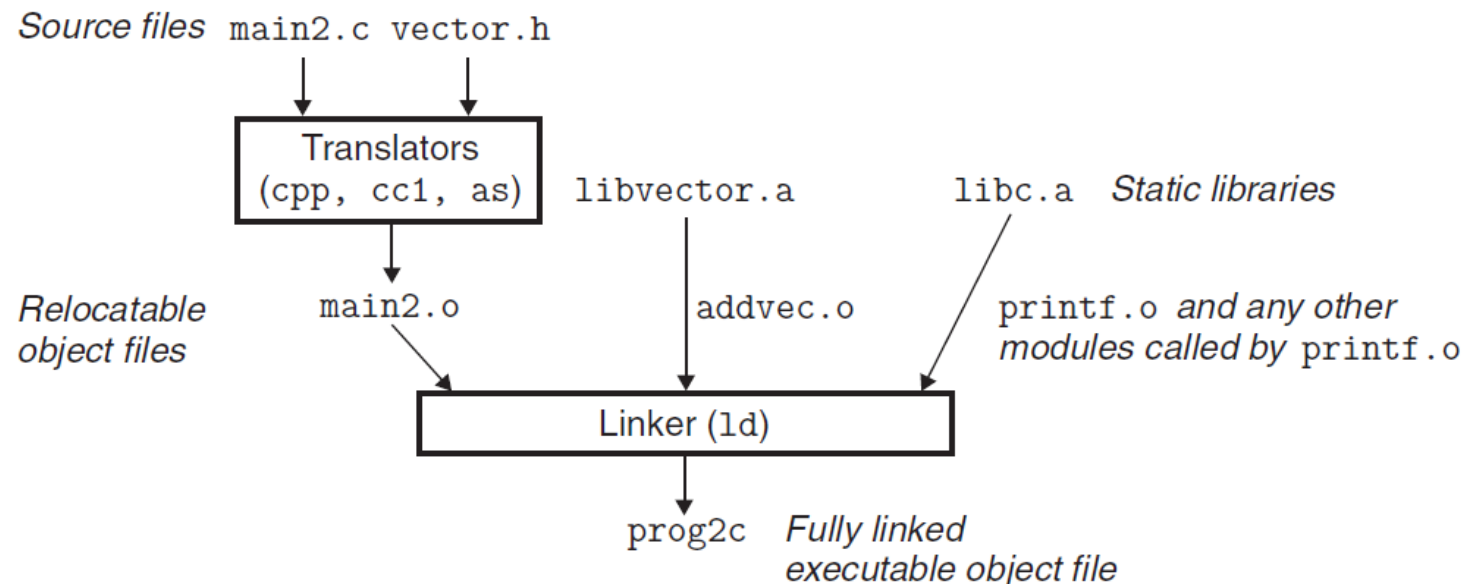 Source files main2.c vector.h
Translators
(cpp, cc1, as)
libvector.a
libc.a Static libraries
Relocatable
object files
main2.o
addvec.o
printf.o and any other
modules called by printf.o
Linker (ld)
prog2c Fully linked
executable object file